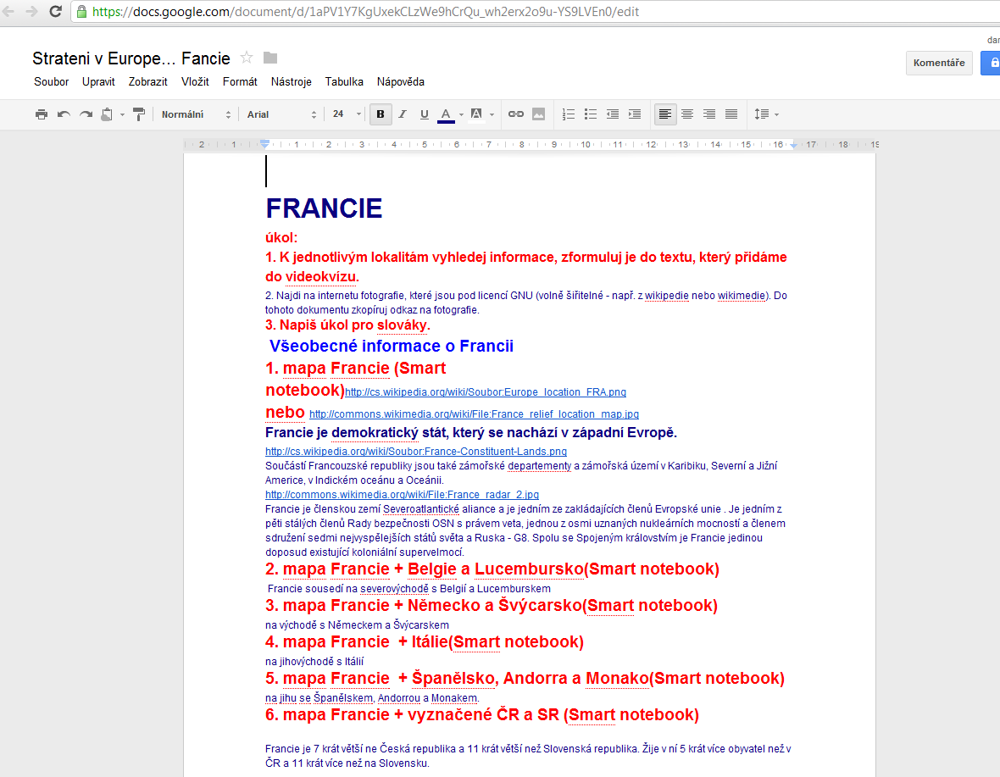 https://docs.google.com/document/d/1aPV1Y7KgUxekCLzWe9hCrQu_wh2erx2o9u-YS9LVEn0/edit
dar
Strateni v Europe... Fancie
Komentáře
Soubor Upravit Zobrazit Vložit Formát Nástroje Tabulka Nápověda
Normální Arial 24 B I U A A
2 1 1 2 3 4 5 6 7 8 9 10 11 12 13 14 15 16 17 18 19
FRANCIE
úkol:
1. K jednotlivým lokalitám vyhledej informace, zformuluj je do textu, který přidáme
do videokvízu.
2. Najdi na internetu fotografie, které jsou pod licencí GNU (volně šiřitelné - např. z wikipedie nebo wikimedie). Do
tohoto dokumentu zkopíruj odkaz na fotografie.
3. Napiš úkol pro slováky.
Všeobecné informace o Francii
1. mapa Francie (Smart
notebook)http://cs.wikipedia.org/wiki/Soubor:Europe_location_FRA.png
nebo http://commons.wikimedia.org/wiki/File:France_relief_location_map.jpg
Francie je demokratický stát, který se nachází v západní Evropě.
http://cs.wikipedia.org/wiki/Soubor:France-Constituent-Lands.png
Součástí Francouzské republiky jsou také zámořské departementy a zámořská území v Karibiku, Severní a Jižní
Americe, v Indickém oceánu a Oceánii.
http://commons.wikimedia.org/wiki/File:France_radar_2.jpg
Francie je členskou zemí Severoatlantické aliance a je jedním ze zakládajících členů Evropské unie . Je jedním z
pěti stálých členů Rady bezpečnosti OSN s právem veta, jednou z osmi uznaných nukleárních mocností a členem
sdružení sedmi nejvyspělejších států světa a Ruska - G8. Spolu se Spojeným královstvím je Francie jedinou
doposud existující koloniální supervelmocí.
2. mapa Francie + Belgie a Lucembursko(Smart notebook)
Francie sousedí na severovýchodě s Belgií a Lucemburskem
3. mapa Francie + Německo a Švýcarsko(Smart notebook)
na východě s Německem a Švýcarskem
4. mapa Francie + Itálie(Smart notebook)
na jihovýchodě s Itálií
5. mapa Francie + Španělsko, Andorra a Monako(Smart notebook)
na jihu se Španělskem, Andorrou a Monakem.
6. mapa Francie + vyznačené ČR a SR (Smart notebook)
Francie je 7 krát větší ne Česká republika a 11 krát větší než Slovenská republika. Žije v ní 5 krát více obyvatel než v
ČR a 11 krát více než na Slovensku.